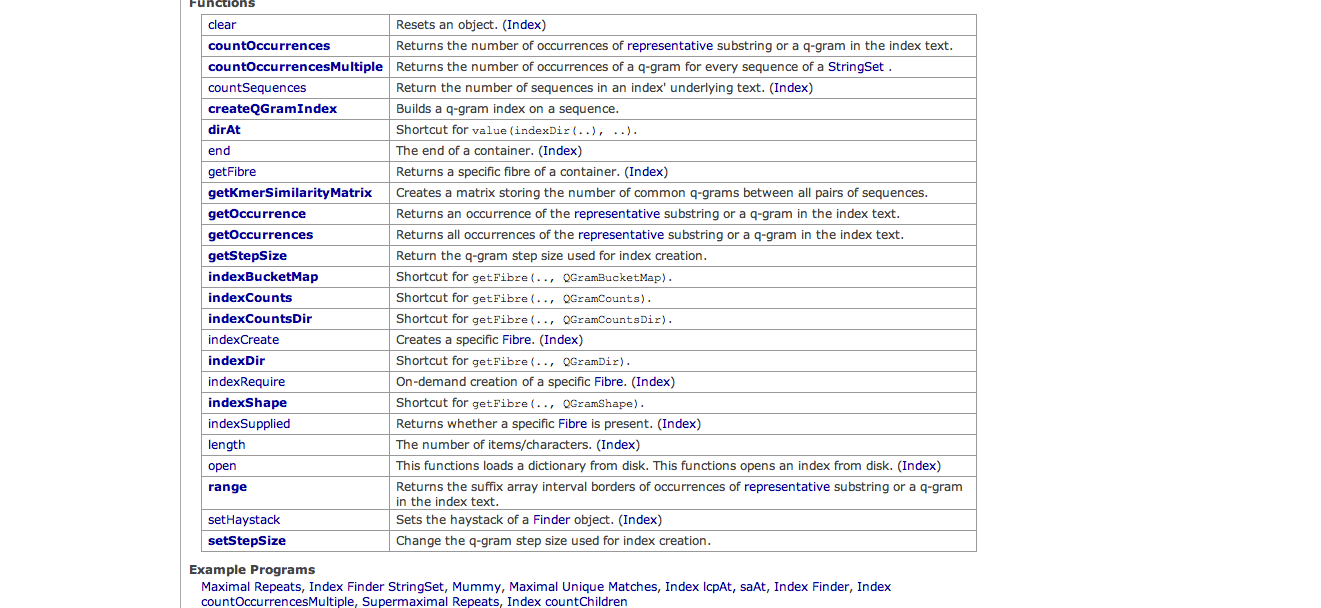 Functions
clear Resets an object. (Index)
countOccurrences Returns the number of occurrences of representative substring or a q-gram in the index text.
countOccurrencesMultiple Returns the number of occurrences of a q-gram for every sequence of a StringSet .
countSequences Return the number of sequences in an index' underlying text. (Index)
createQGramIndex Builds a q-gram index on a sequence.
dirAt Shortcut for value(indexDir(..), ..).
end The end of a container. (Index)
getFibre Returns a specific fibre of a container. (Index)
getKmerSimilarityMatrix Creates a matrix storing the number of common q-grams between all pairs of sequences.
getOccurrence Returns an occurrence of the representative substring or a q-gram in the index text.
getOccurrences Returns all occurrences of the representative substring or a q-gram in the index text.
getStepSize Return the q-gram step size used for index creation.
indexBucketMap Shortcut for getFibre(.., QGramBucketMap).
indexCounts Shortcut for getFibre(.., QGramCounts).
indexCountsDir Shortcut for getFibre(.., QGramCountsDir).
indexCreate Creates a specific Fibre. (Index)
indexDir Shortcut for getFibre(.., QGramDir).
indexRequire On-demand creation of a specific Fibre. (Index)
indexShape Shortcut for getFibre(.., QGramShape).
indexSupplied Returns whether a specific Fibre is present. (Index)
length The number of items/characters. (Index)
open This functions loads a dictionary from disk. This functions opens an index from disk. (Index)
range Returns the suffix array interval borders of occurrences of representative substring or a q-gram
in the index text.
setHaystack Sets the haystack of a Finder object. (Index)
setStepSize Change the q-gram step size used for index creation.
Example Programs
Maximal Repeats, Index Finder StringSet, Mummy, Maximal Unique Matches, Index lcpAt, saAt, Index Finder, Index
countOccurrencesMultiple, Supermaximal Repeats, Index countChildren